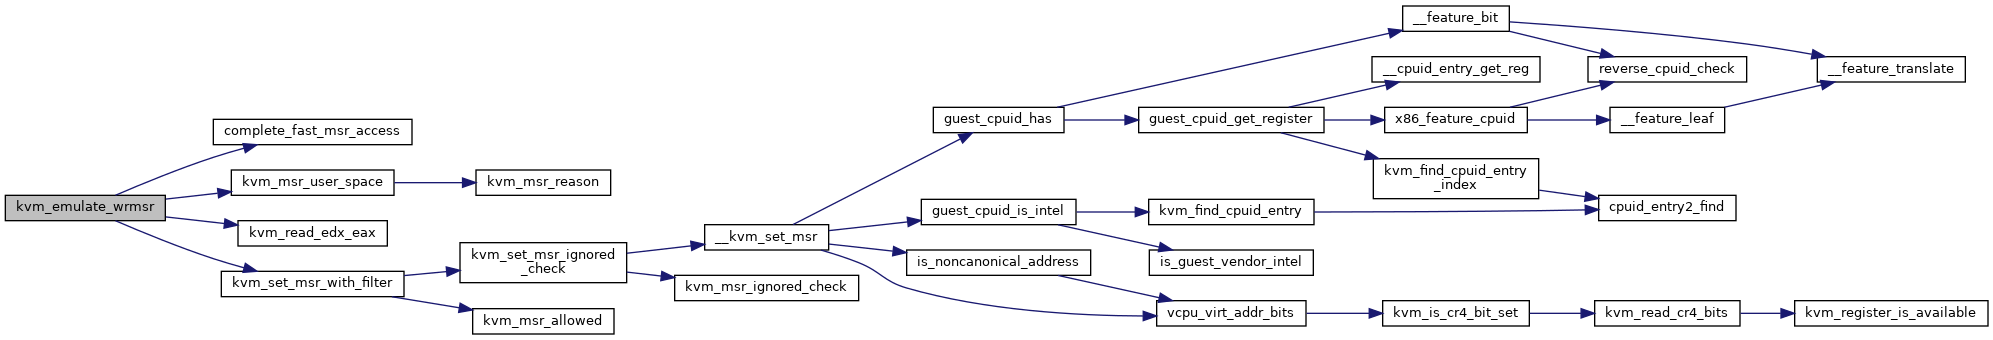 __feature_bit
__cpuid_entry_get_reg
reverse_cpuid_check
__feature_translate
complete_fast_msr_access
guest_cpuid_has
guest_cpuid_get_register
x86_feature_cpuid
__feature_leaf
kvm_msr_user_space
kvm_msr_reason
kvm_find_cpuid_entry
_index
kvm_emulate_wrmsr
guest_cpuid_is_intel
kvm_find_cpuid_entry
cpuid_entry2_find
kvm_read_edx_eax
__kvm_set_msr
kvm_set_msr_ignored
_check
is_noncanonical_address
is_guest_vendor_intel
kvm_set_msr_with_filter
kvm_msr_ignored_check
kvm_msr_allowed
vcpu_virt_addr_bits
kvm_is_cr4_bit_set
kvm_read_cr4_bits
kvm_register_is_available